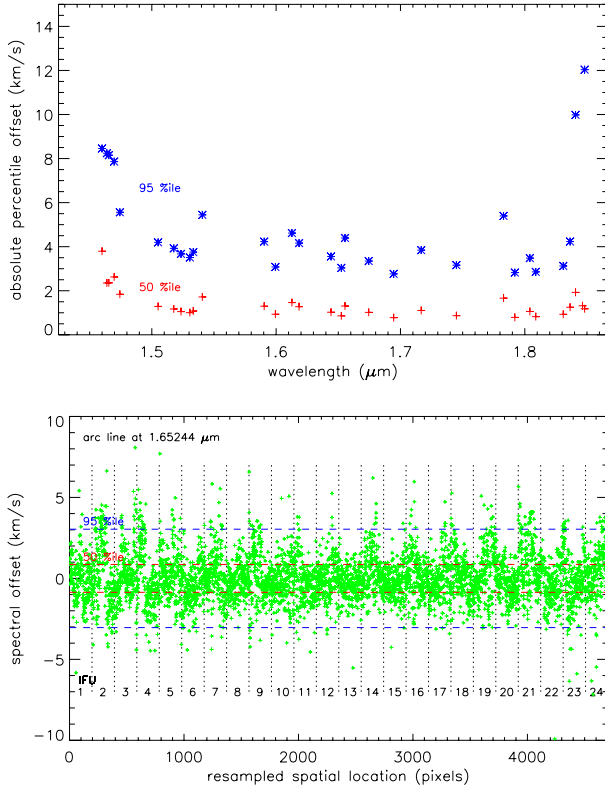 absolute percentile offset (km/s)
14
12
10
8
6
4
2
0
95 %ile
50 %ile
1.5 1.6 1.7 1.8
wavelength (μm)
spectral offset (km/s)
10
5
0
−5
−10
arc line at 1.65244 μm
95 %ile
50 %ile
IFU
1 2 3 4 5 6 7 8 9 10 11 12 13 14 15 16 17 18 19 20 21 22 23 24
0 1000 2000 3000 4000
resampled spatial location (pixels)